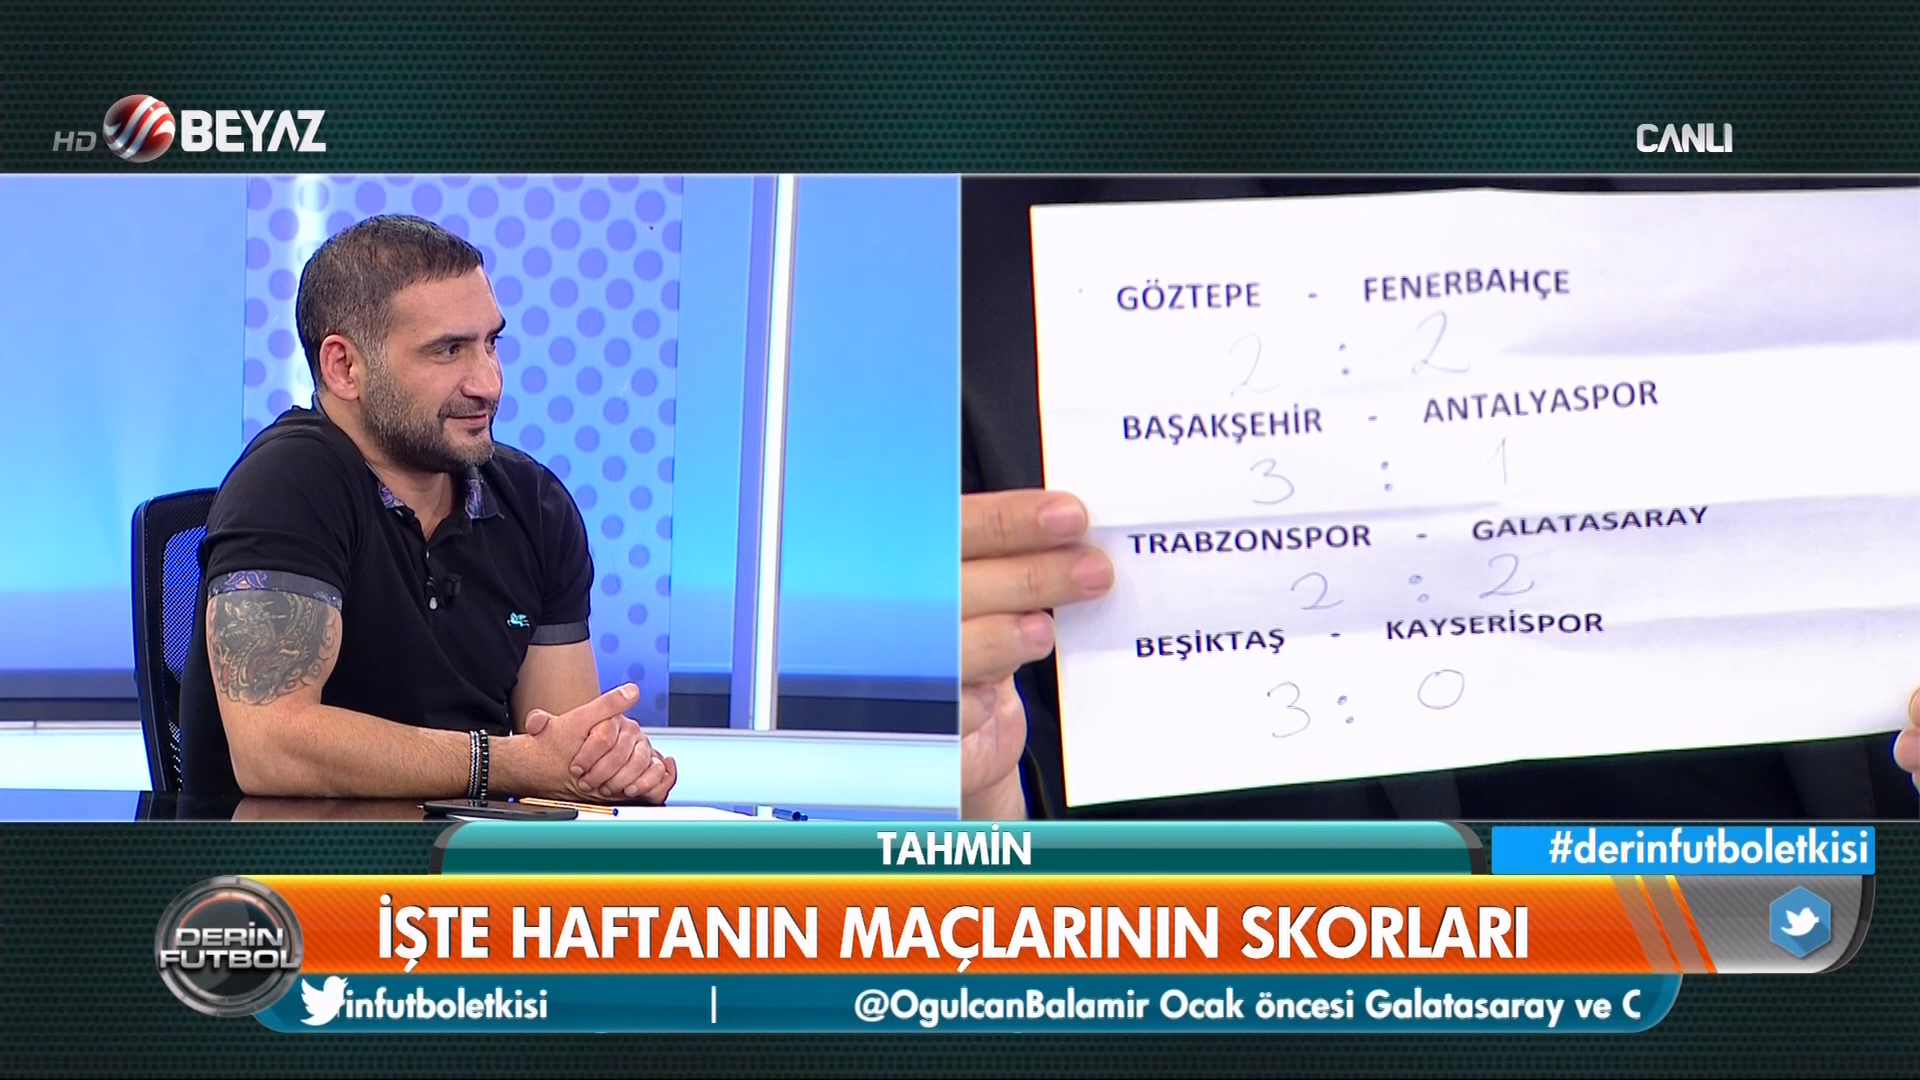 HD BEYAZ
CANLI
GÖZTEPE - FENERBAHÇE
2 : 2
BAŞAKŞEHİR - ANTALYASPOR
3 : 1
TRABZONSPOR - GALATASARAY
2 : 2
BEŞİKTAŞ - KAYSERİSPOR
3 : 0
TAHMİN
#derinfutboletkisi
DERİN FUTBOL
İŞTE HAFTANIN MAÇLARININ SKORLARI
rinfutboletkisi | @OgulcanBalamir Ocak öncesi Galatasaray ve C